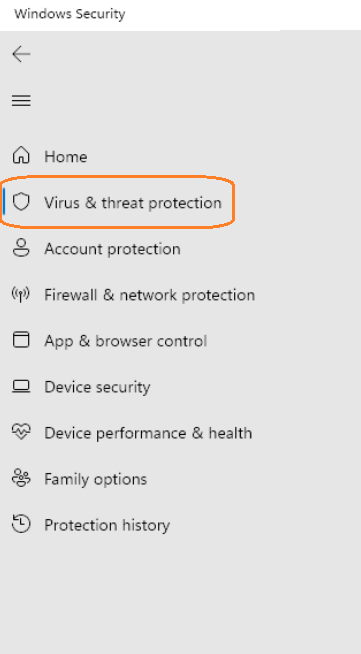 Windows Security
Home
Virus & threat protection
Account protection
Firewall & network protection
App & browser control
Device security
Device performance & health
Family options
Protection history